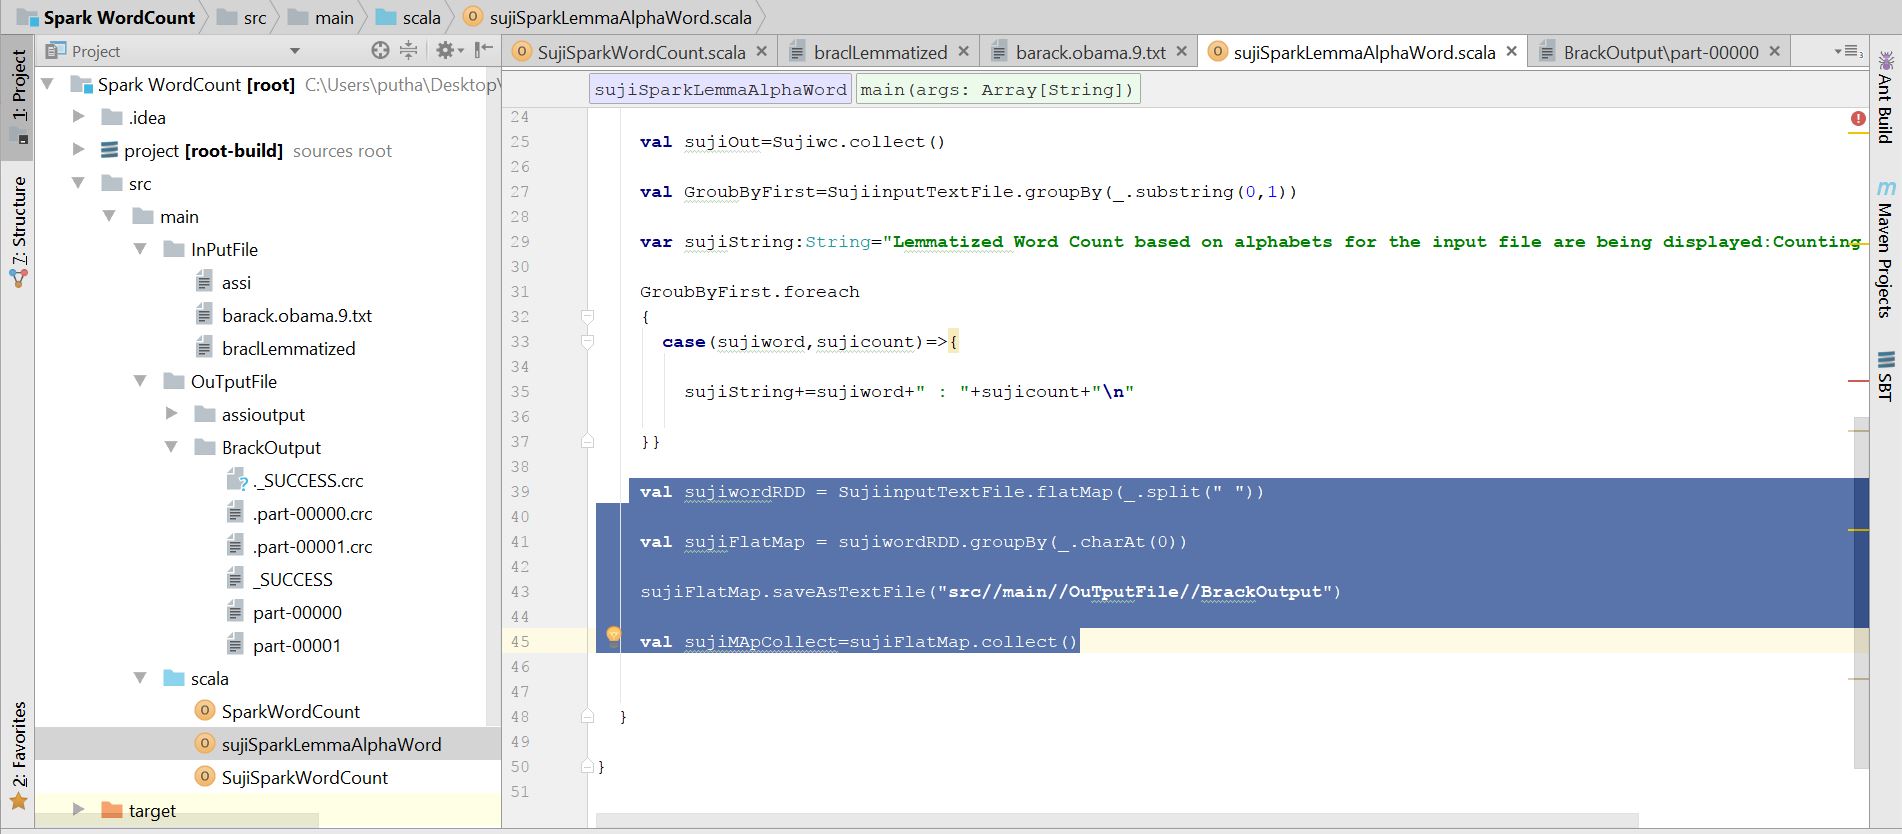 Spark WordCount src main scala sujiSparkLemmaAlphaWord.scala
Project
SujiSparkWordCount.scala braclLemmatized barack.obama.9.txt sujiSparkLemmaAlphaWord.scala BrackOutput\part-00000
1: Project
7: Structure
2: Favorites
Spark WordCount [root] C:\Users\putha\Desktop\
.idea
project [root-build] sources root
src
main
InPutFile
assi
barack.obama.9.txt
braclLemmatized
OuTputFile
assioutput
BrackOutput
._SUCCESS.crc
.part-00000.crc
.part-00001.crc
_SUCCESS
part-00000
part-00001
scala
SparkWordCount
sujiSparkLemmaAlphaWord
SujiSparkWordCount
target
sujiSparkLemmaAlphaWord main(args: Array[String])
24
25 val sujiOut=Sujiwc.collect()
26
27 val GroubByFirst=SujiinputTextFile.groupBy(_.substring(0,1))
28
29 var sujiString:String="Lemmatized Word Count based on alphabets for the input file are being displayed:Counting
30
31 GroubByFirst.foreach
32 {
33 case(sujiword,sujicount)=>{
34
35 sujiString+=sujiword+" : "+sujicount+"\n"
36
37 }}
38
39 val sujiwordRDD = SujiinputTextFile.flatMap(_.split(" "))
40
41 val sujiFlatMap = sujiwordRDD.groupBy(_.charAt(0))
42
43 sujiFlatMap.saveAsTextFile("src//main//OuTputFile//BrackOutput")
44
45 val sujiMApCollect=sujiFlatMap.collect()
46
47
48 }
49
50 }
51
Ant Build
m Maven Projects
SBT